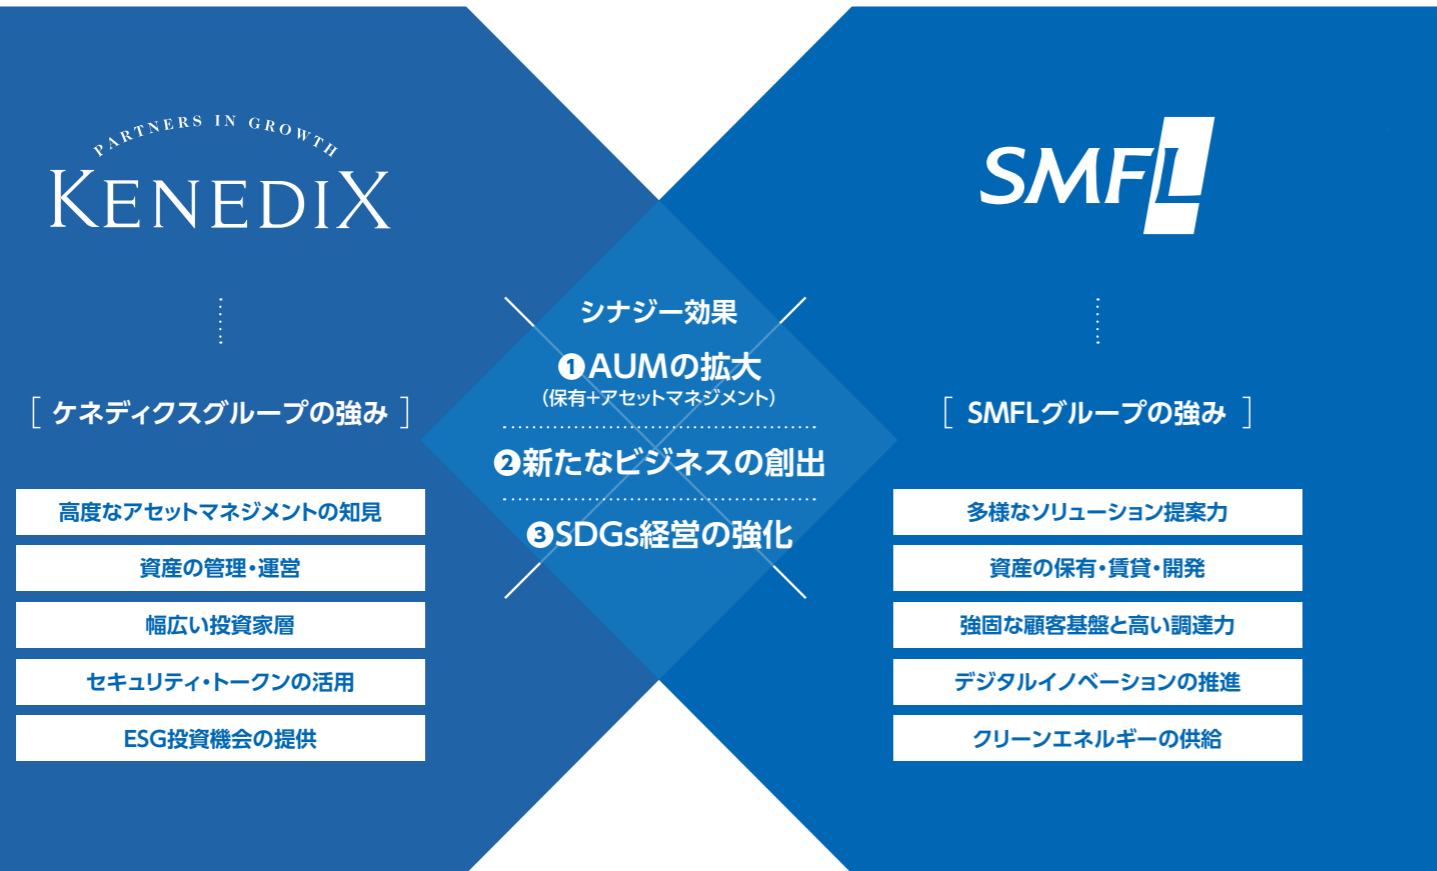 PARTNERS IN GROWTH
KENEDIX
[ ケネディクスグループの強み ]
高度なアセットマネジメントの知見
資産の管理・運営
幅広い投資家層
セキュリティ・トークンの活用
ESG投資機会の提供
シナジー効果
❶AUMの拡大
（保有+アセットマネジメント）
❷新たなビジネスの創出
❸SDGs経営の強化
SMFL
[ SMFLグループの強み ]
多様なソリューション提案力
資産の保有・賃貸・開発
強固な顧客基盤と高い調達力
デジタルイノベーションの推進
クリーンエネルギーの供給